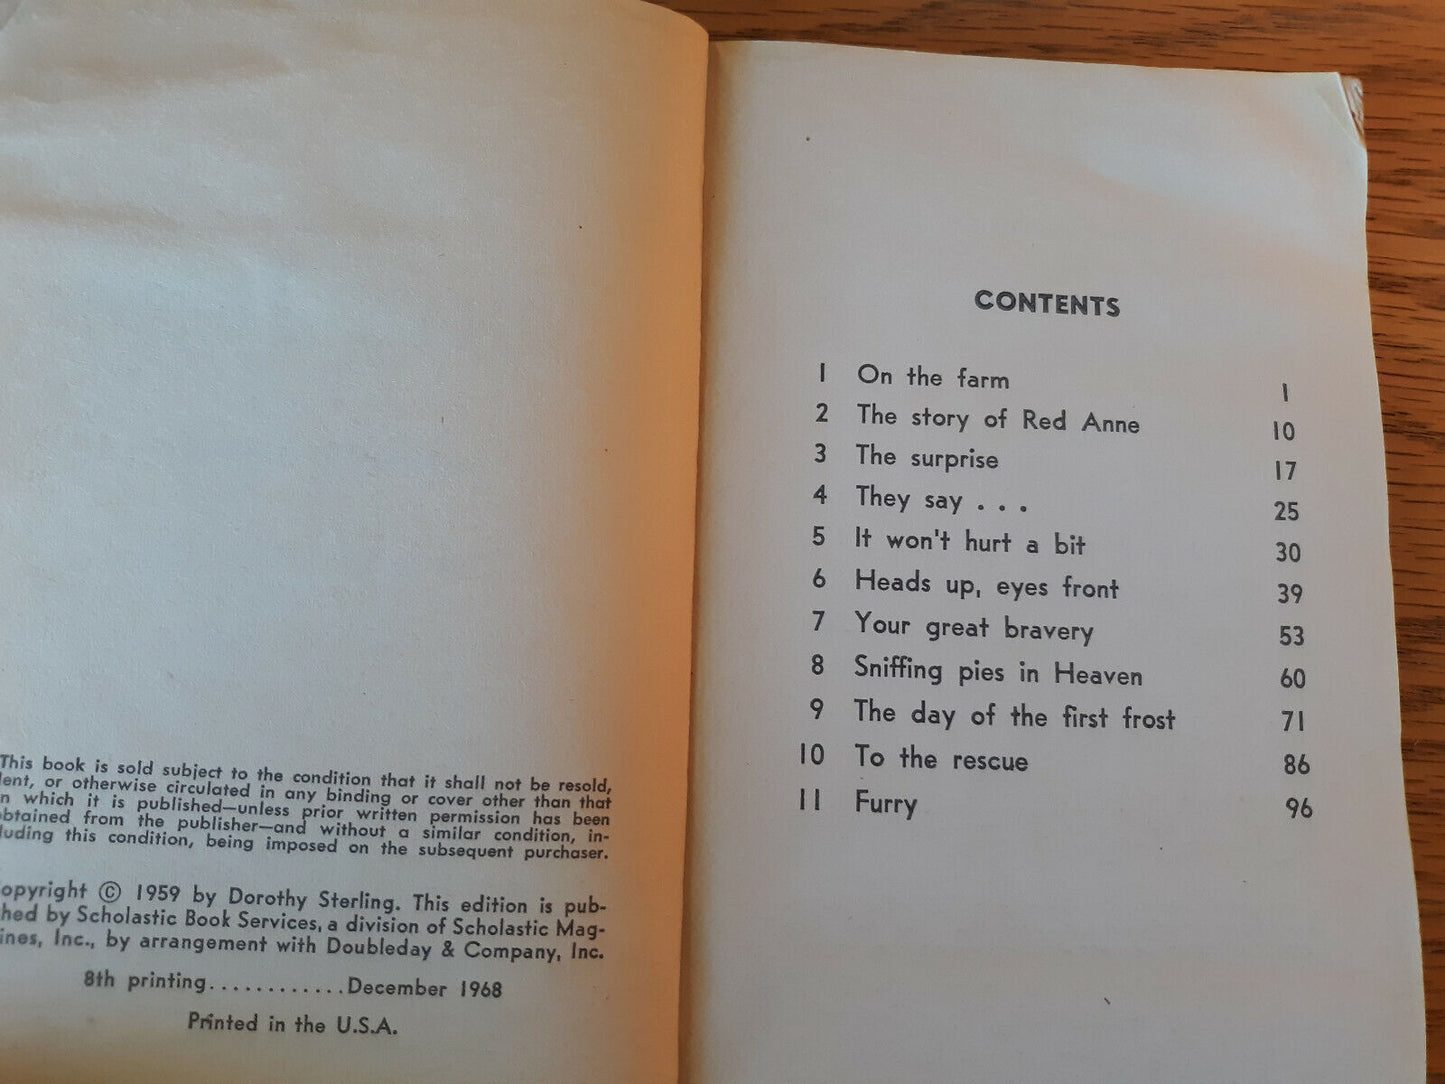 This book is sold subject to the condition that it shall not be resold,
lent, or otherwise circulated in any binding or cover other than that
in which it is published—unless prior written permission has been
obtained from the publisher—and without a similar condition, in-
luding this condition, being imposed on the subsequent purchaser.
opyright © 1959 by Dorothy Sterling. This edition is pub-
hed by Scholastic Book Services, a division of Scholastic Mag-
ines, Inc., by arrangement with Doubleday & Company, Inc.
8th printing............December 1968
Printed in the U.S.A.
CONTENTS
1 On the farm 1
2 The story of Red Anne 10
3 The surprise 17
4 They say . . . 25
5 It won't hurt a bit 30
6 Heads up, eyes front 39
7 Your great bravery 53
8 Sniffing pies in Heaven 60
9 The day of the first frost 71
10 To the rescue 86
11 Furry 96